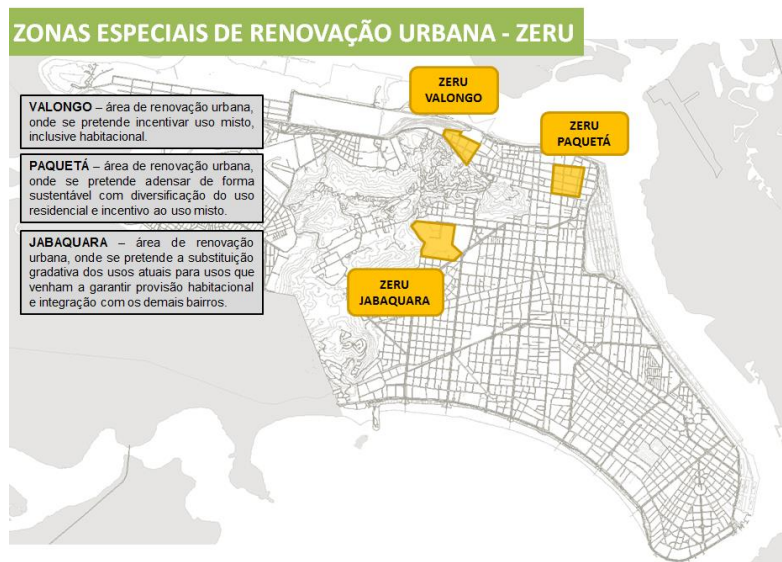 ZONAS ESPECIAIS DE RENOVAÇÃO URBANA - ZERU
VALONGO – área de renovação urbana,
onde se pretende incentivar uso misto,
inclusive habitacional.
PAQUETÁ – área de renovação urbana,
onde se pretende adensar de forma
sustentável com diversificação do uso
residencial e incentivo ao uso misto.
JABAQUARA – área de renovação
urbana, onde se pretende a substituição
gradativa dos usos atuais para usos que
venham a garantir provisão habitacional
e integração com os demais bairros.
ZERU
VALONGO
ZERU
PAQUETÁ
ZERU
JABAQUARA